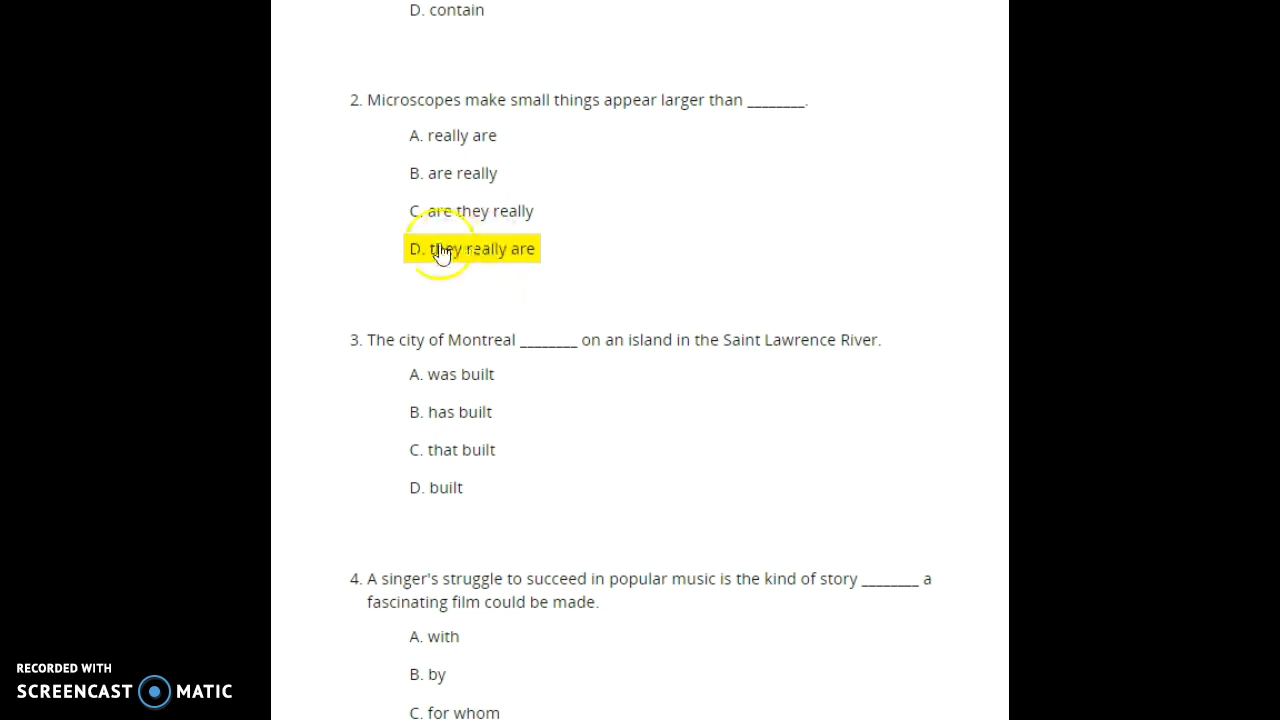 D. contain
2. Microscopes make small things appear larger than ________.
A. really are
B. are really
C. are they really
D. they really are
3. The city of Montreal ________ on an island in the Saint Lawrence River.
A. was built
B. has built
C. that built
D. built
4. A singer's struggle to succeed in popular music is the kind of story ________ a
fascinating film could be made.
A. with
B. by
C. for whom
RECORDED WITH
SCREENCAST MATIC